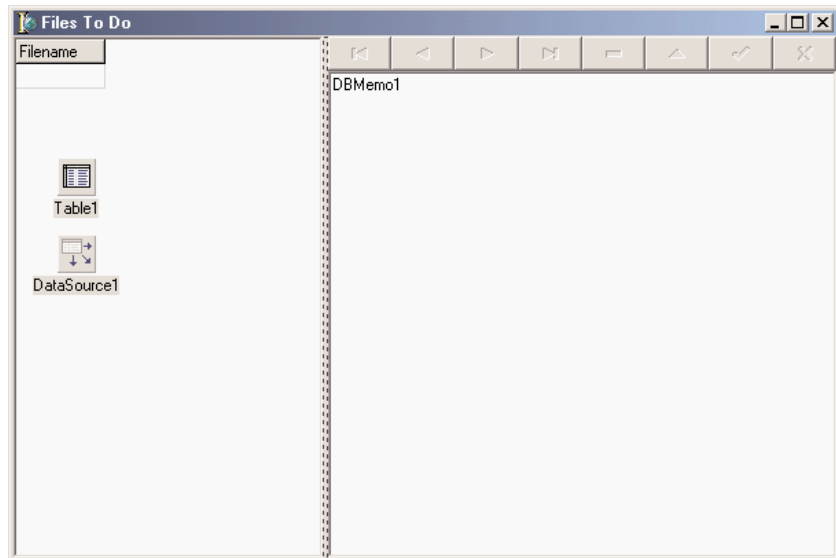 Files To Do
Filename
DBMemo1
Table1
DataSource1